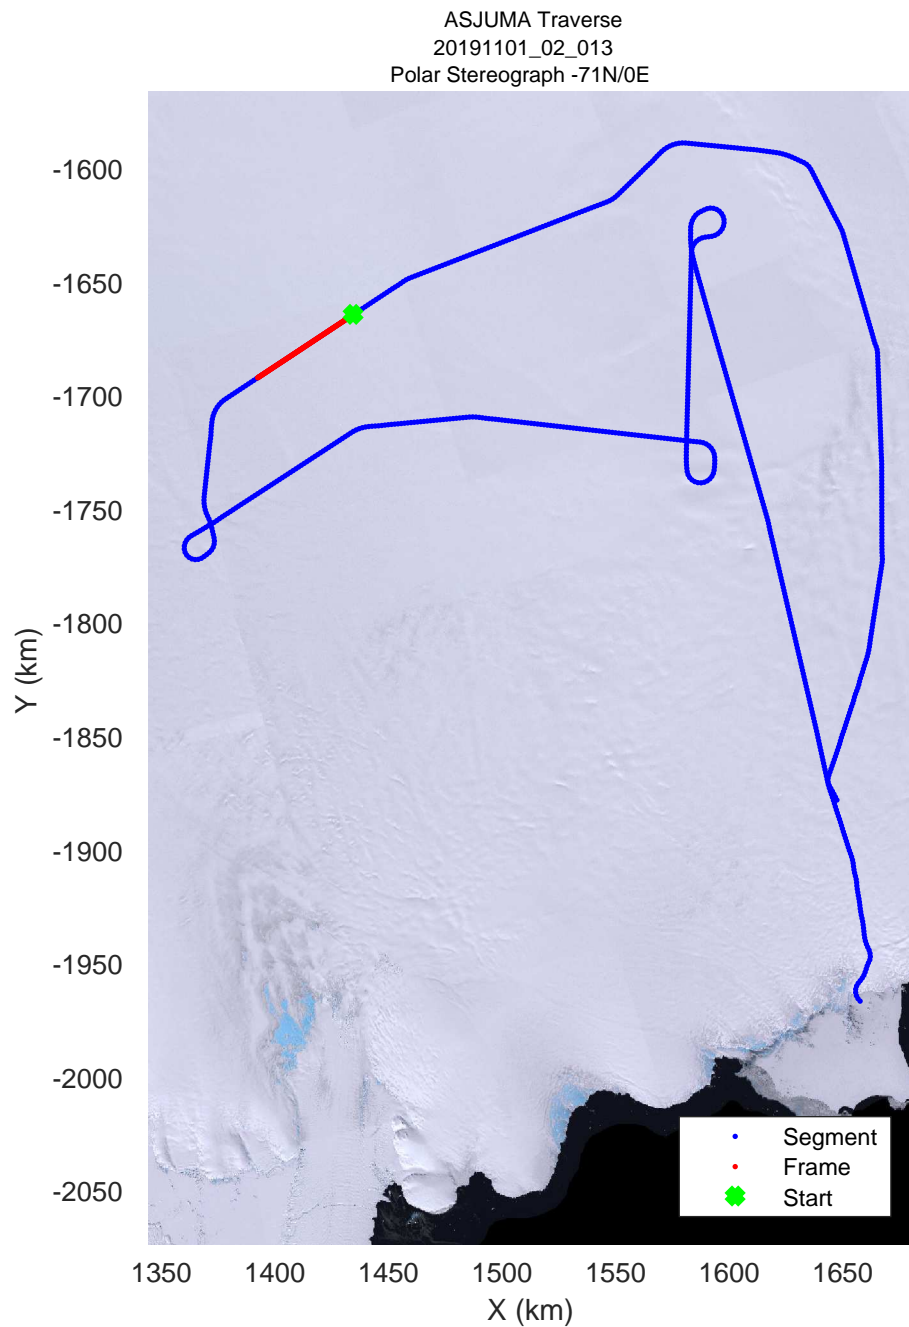 ASJUMA Traverse
20191101_02_013
Polar Stereograph -71N/0E
-1600
-1650
-1700
-1750
-1800
-1850
-1900
-1950
-2000
-2050
Y (km)
Segment
Frame
Start
1350 1400 1450 1500 1550 1600 1650
X (km)